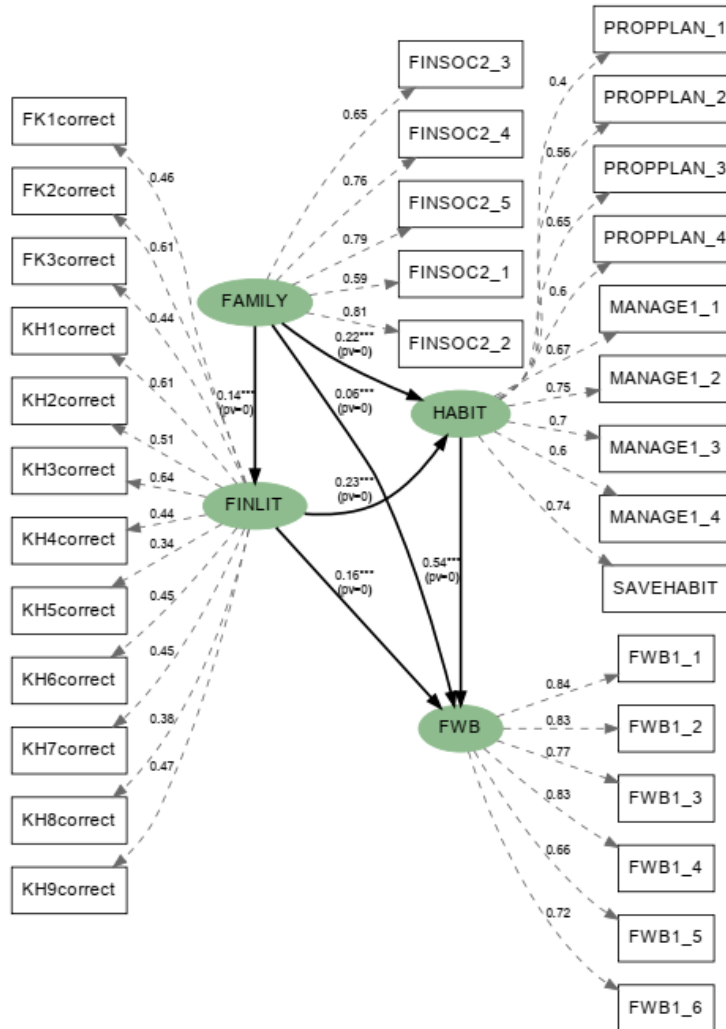 PROPPLAN_1
FINSOC2_3
0.4
PROPPLAN_2
FK1correct
0.65
FINSOC2_4
0.56
0.46
0.76
PROPPLAN_3
FK2correct
FINSOC2_5
0.65
0.61
0.79
PROPPLAN_4
FK3correct
0.59
FINSOC2_1
0.6
0.44
FAMILY
0.81
MANAGE1_1
KH1correct
0.22***
(pv=0)
FINSOC2_2
0.67
0.61
MANAGE1_2
0.75
KH2correct
0.14***
(pv=0)
0.06***
(pv=0)
HABIT
0.51
0.7
MANAGE1_3
KH3correct
0.6
0.64
0.23***
(pv=0)
0.74
FINLIT
MANAGE1_4
KH4correct
0.44
0.34
0.54***
(pv=0)
SAVEHABIT
KH5correct
0.16***
(pv=0)
0.45
FWB1_1
KH6correct
0.45
0.84
0.38
0.83
FWB1_2
KH7correct
FWB
0.77
0.47
FWB1_3
0.83
KH8correct
0.66
FWB1_4
KH9correct
0.72
FWB1_5
FWB1_6